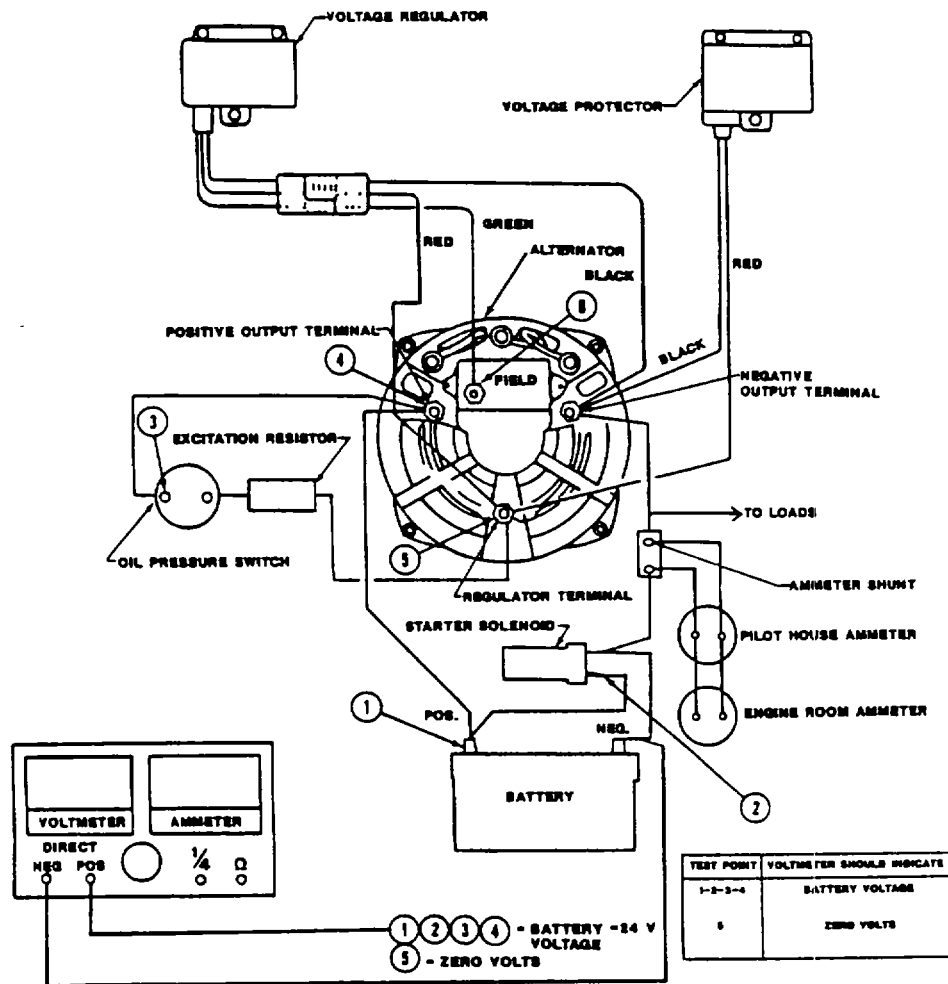 VOLTAGE REGULATOR
VOLTAGE PROTECTOR
GREEN
RED
ALTERNATOR
BLACK
RED
6
POSITIVE OUTPUT TERMINAL
BLACK
4
FIELD
NEGATIVE
OUTPUT TERMINAL
3
EXCITATION RESISTOR
TO LOADS
5
OIL PRESSURE SWITCH
AMMETER SHUNT
REGULATOR TERMINAL
STARTER SOLENOID
PILOT HOUSE AMMETER
1
POS.
NEG.
ENGINE ROOM AMMETER
BATTERY
2
VOLTMETER
AMMETER
DIRECT
NEG POS
1/4 Ω
TEST POINT VOLTMETER SHOULD INDICATE
1-2-3-4 BATTERY VOLTAGE
5 ZERO VOLTS
1 2 3 4 - BATTERY -24 V
VOLTAGE
5 - ZERO VOLTS